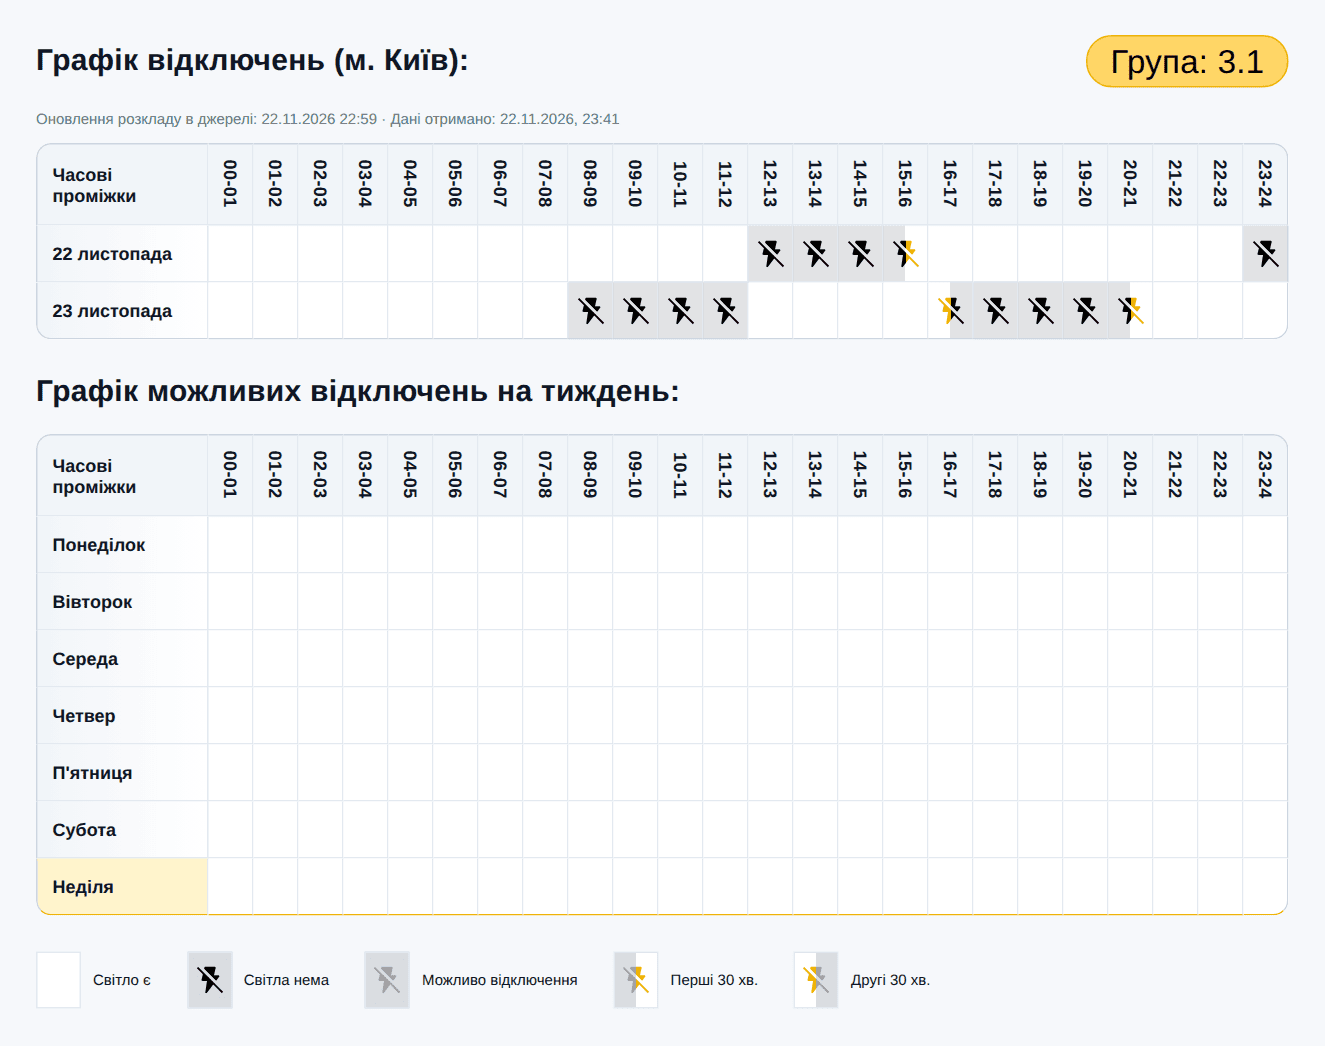 Графік відключень (м. Київ):
Група: 3.1
Оновлення розкладу в джерелі: 22.11.2026 22:59 · Дані отримано: 22.11.2026, 23:41
Часові
проміжки
00-01 01-02 02-03 03-04 04-05 05-06 06-07 07-08 08-09 09-10 10-11 11-12 12-13 13-14 14-15 15-16 16-17 17-18 18-19 19-20 20-21 21-22 22-23 23-24
22 листопада
23 листопада
Графік можливих відключень на тиждень:
Часові
проміжки
00-01 01-02 02-03 03-04 04-05 05-06 06-07 07-08 08-09 09-10 10-11 11-12 12-13 13-14 14-15 15-16 16-17 17-18 18-19 19-20 20-21 21-22 22-23 23-24
Понеділок
Вівторок
Середа
Четвер
П'ятниця
Субота
Неділя
Світло є Світла нема Можливо відключення Перші 30 хв. Другі 30 хв.